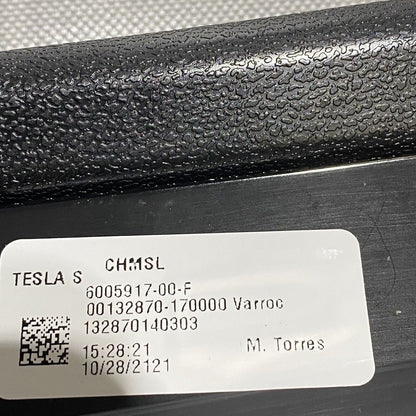 TESLA S CHMSL
6005917-00-F
00132870-170000 Varroc
132870140303
15:28:21 M. Torres
10/28/2121